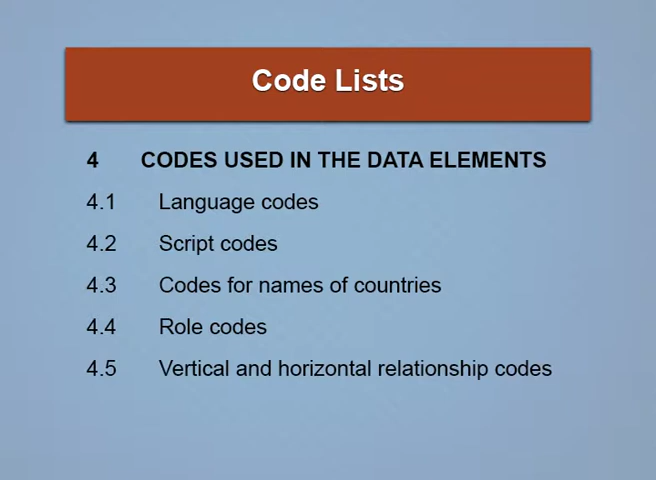 Code Lists
4 CODES USED IN THE DATA ELEMENTS
4.1 Language codes
4.2 Script codes
4.3 Codes for names of countries
4.4 Role codes
4.5 Vertical and horizontal relationship codes